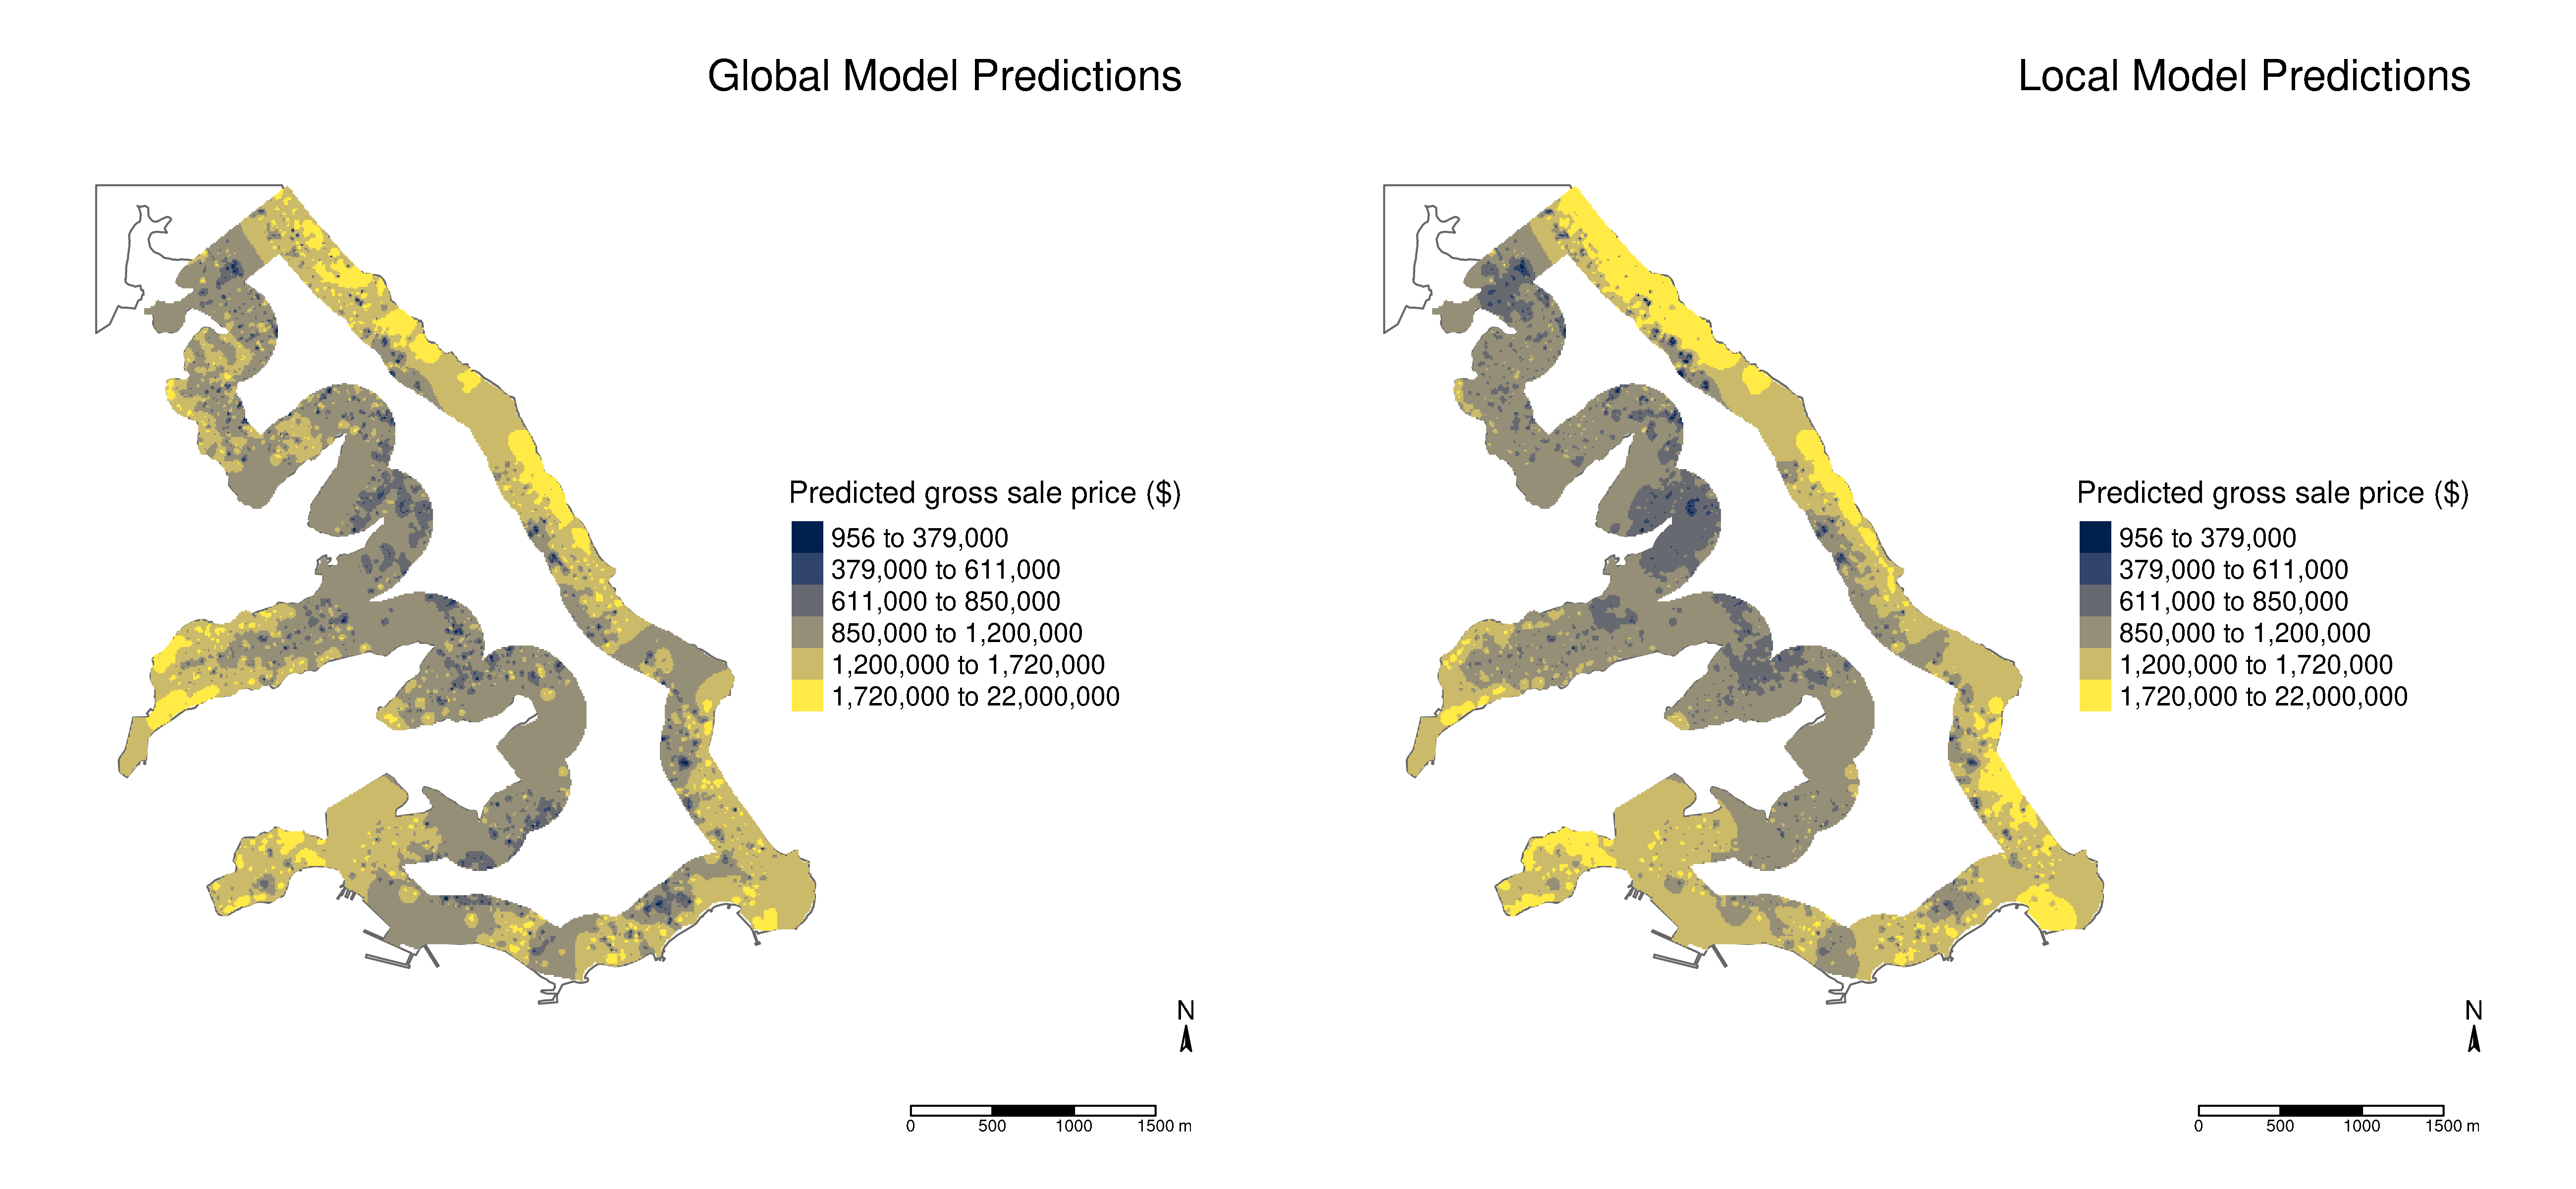 Global Model Predictions
Predicted gross sale price ($)
956 to 379,000
379,000 to 611,000
611,000 to 850,000
850,000 to 1,200,000
1,200,000 to 1,720,000
1,720,000 to 22,000,000
N
0 500 1000 1500 m
Local Model Predictions
Predicted gross sale price ($)
956 to 379,000
379,000 to 611,000
611,000 to 850,000
850,000 to 1,200,000
1,200,000 to 1,720,000
1,720,000 to 22,000,000
N
0 500 1000 1500 m